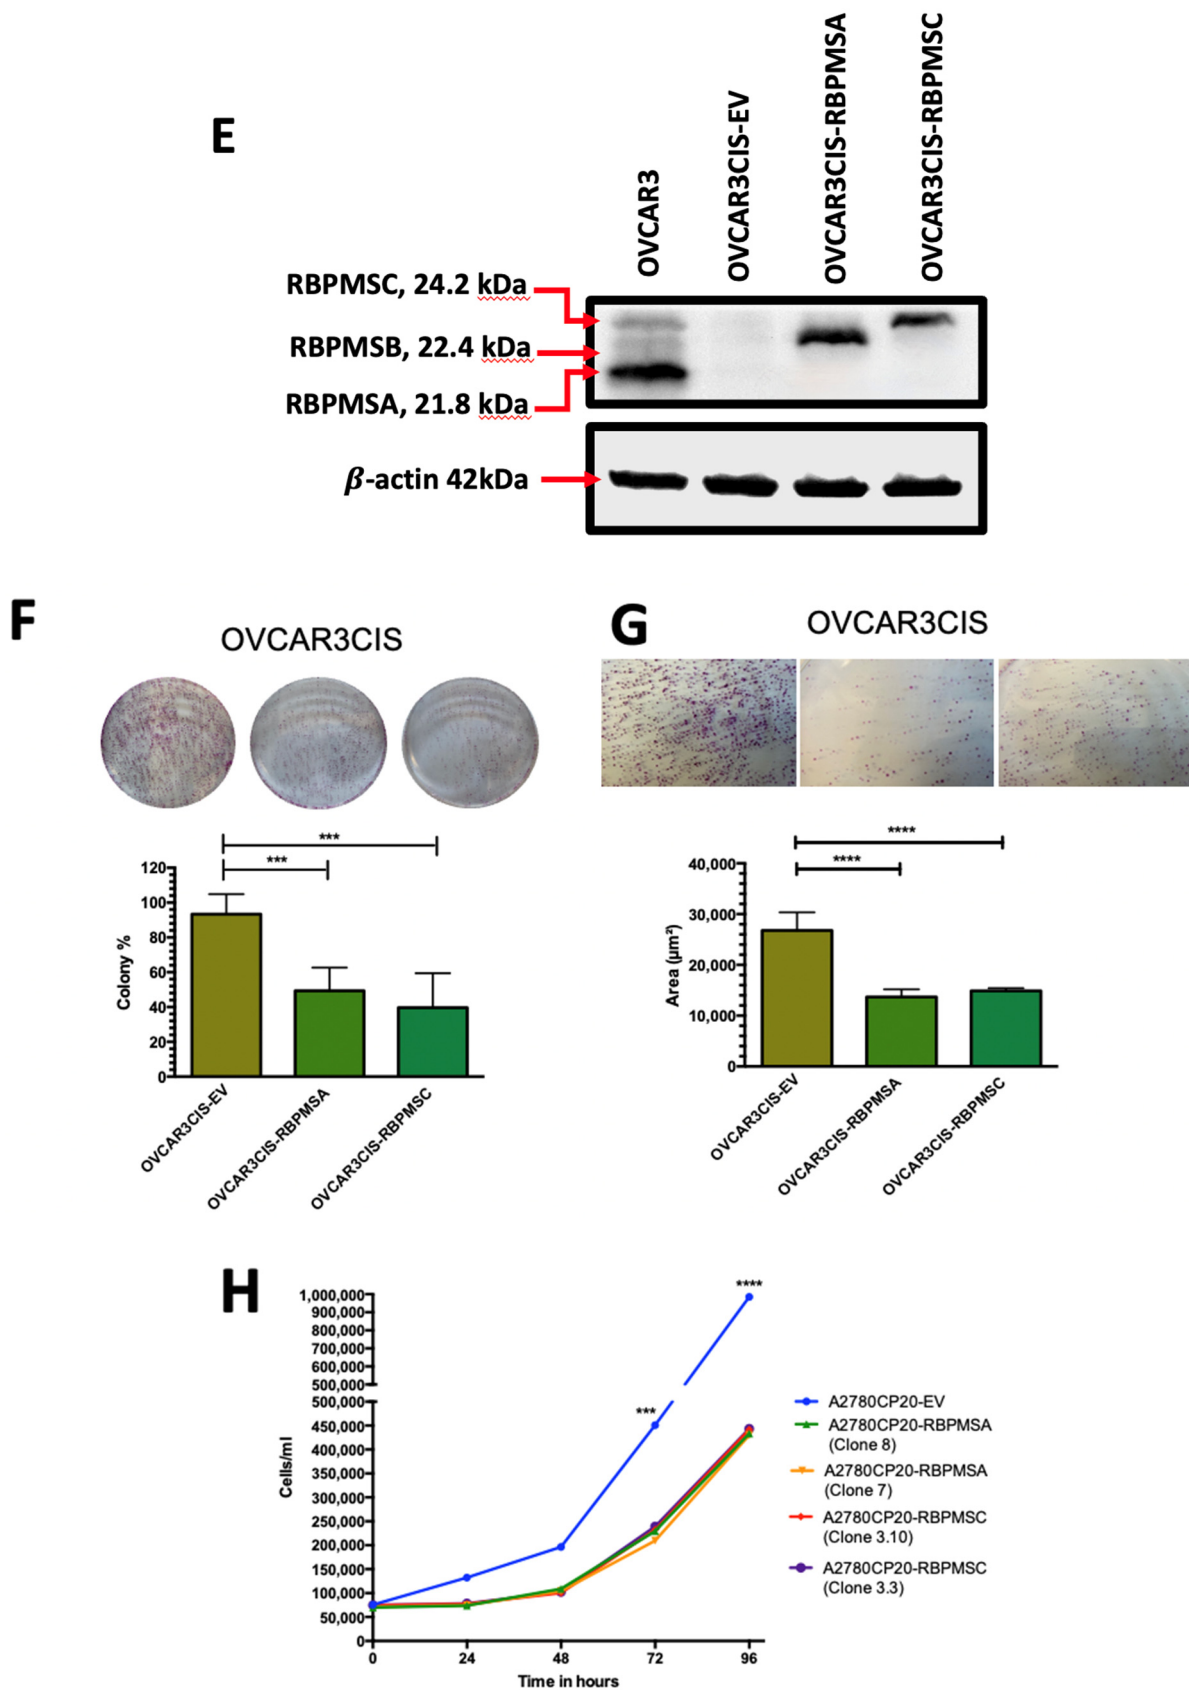 E
OVCAR3
OVCAR3CIS-EV
OVCAR3CIS-RBPMSA
OVCAR3CIS-RBPMSC
RBPMSC, 24.2 kDa
RBPMSB, 22.4 kDa
RBPMSA, 21.8 kDa
β-actin 42kDa
F
OVCAR3CIS
***
***
120
100
80
60
40
20
0
Colony %
OVCAR3CIS-EV
OVCAR3CIS-RBPMSA
OVCAR3CIS-RBPMSC
G
OVCAR3CIS
****
****
40,000
30,000
20,000
10,000
0
Area (µm²)
OVCAR3CIS-EV
OVCAR3CIS-RBPMSA
OVCAR3CIS-RBPMSC
H
1,000,000
900,000
800,000
700,000
600,000
500,000
500,000
450,000
400,000
350,000
300,000
250,000
200,000
150,000
100,000
50,000
0
Cells/ml
***
****
0 24 48 72 96
Time in hours
A2780CP20-EV
A2780CP20-RBPMSA
(Clone 8)
A2780CP20-RBPMSA
(Clone 7)
A2780CP20-RBPMSC
(Clone 3.10)
A2780CP20-RBPMSC
(Clone 3.3)